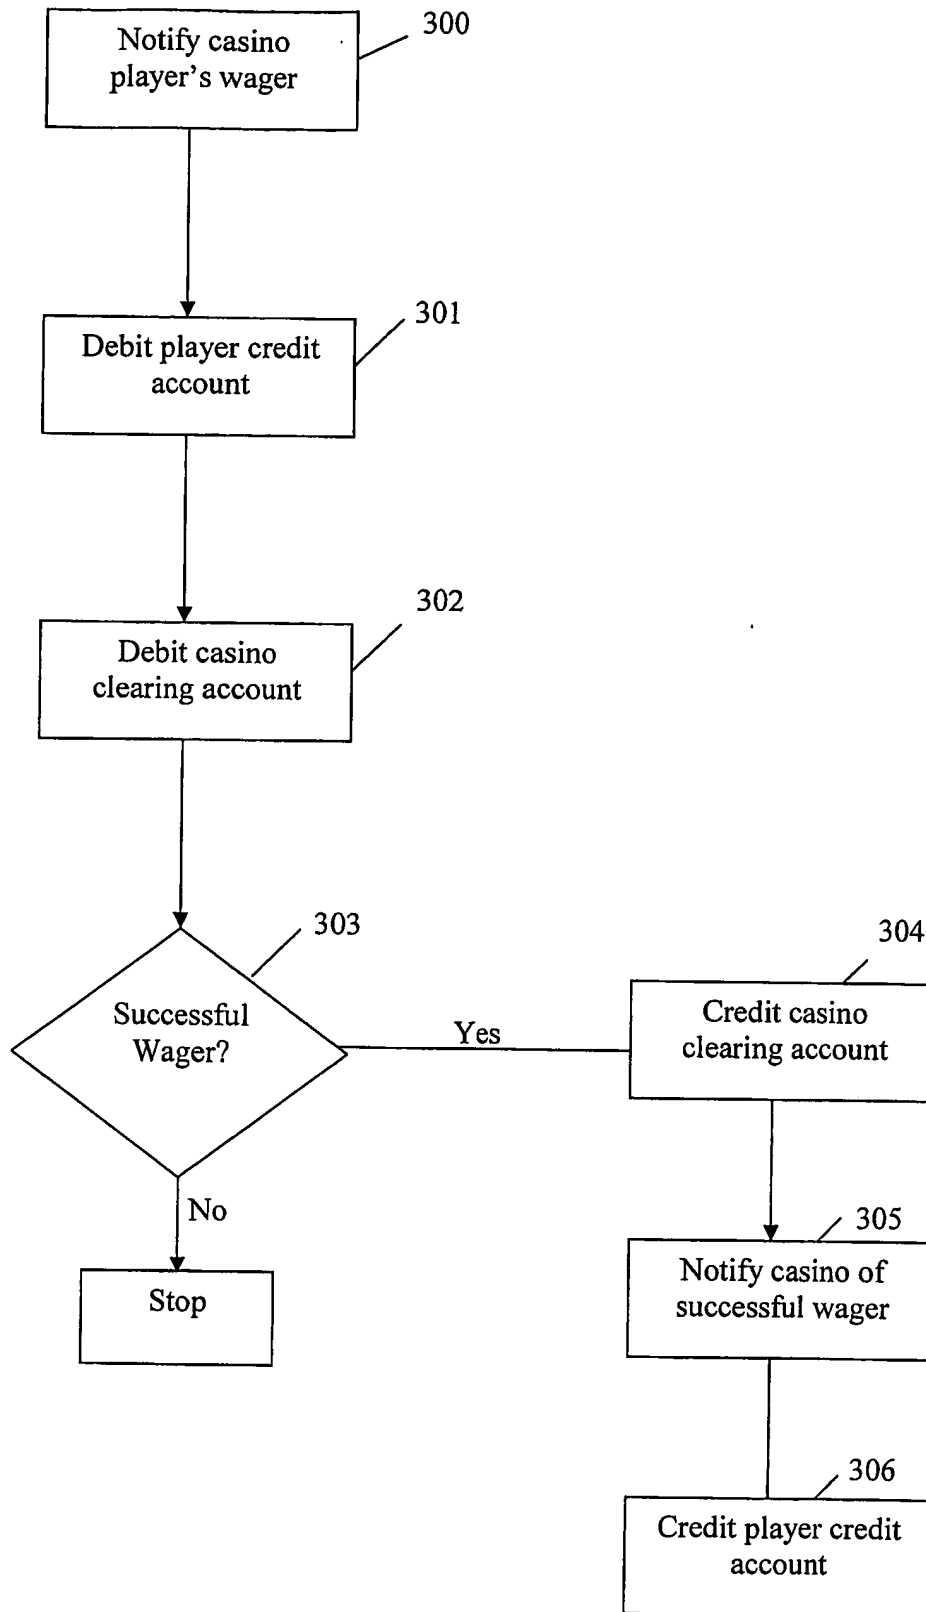 300
Notify casino
player's wager
301
Debit player credit
account
302
Debit casino
clearing account
303
Successful
Wager?
Yes
304
Credit casino
clearing account
No
Stop
305
Notify casino of
successful wager
306
Credit player credit
account